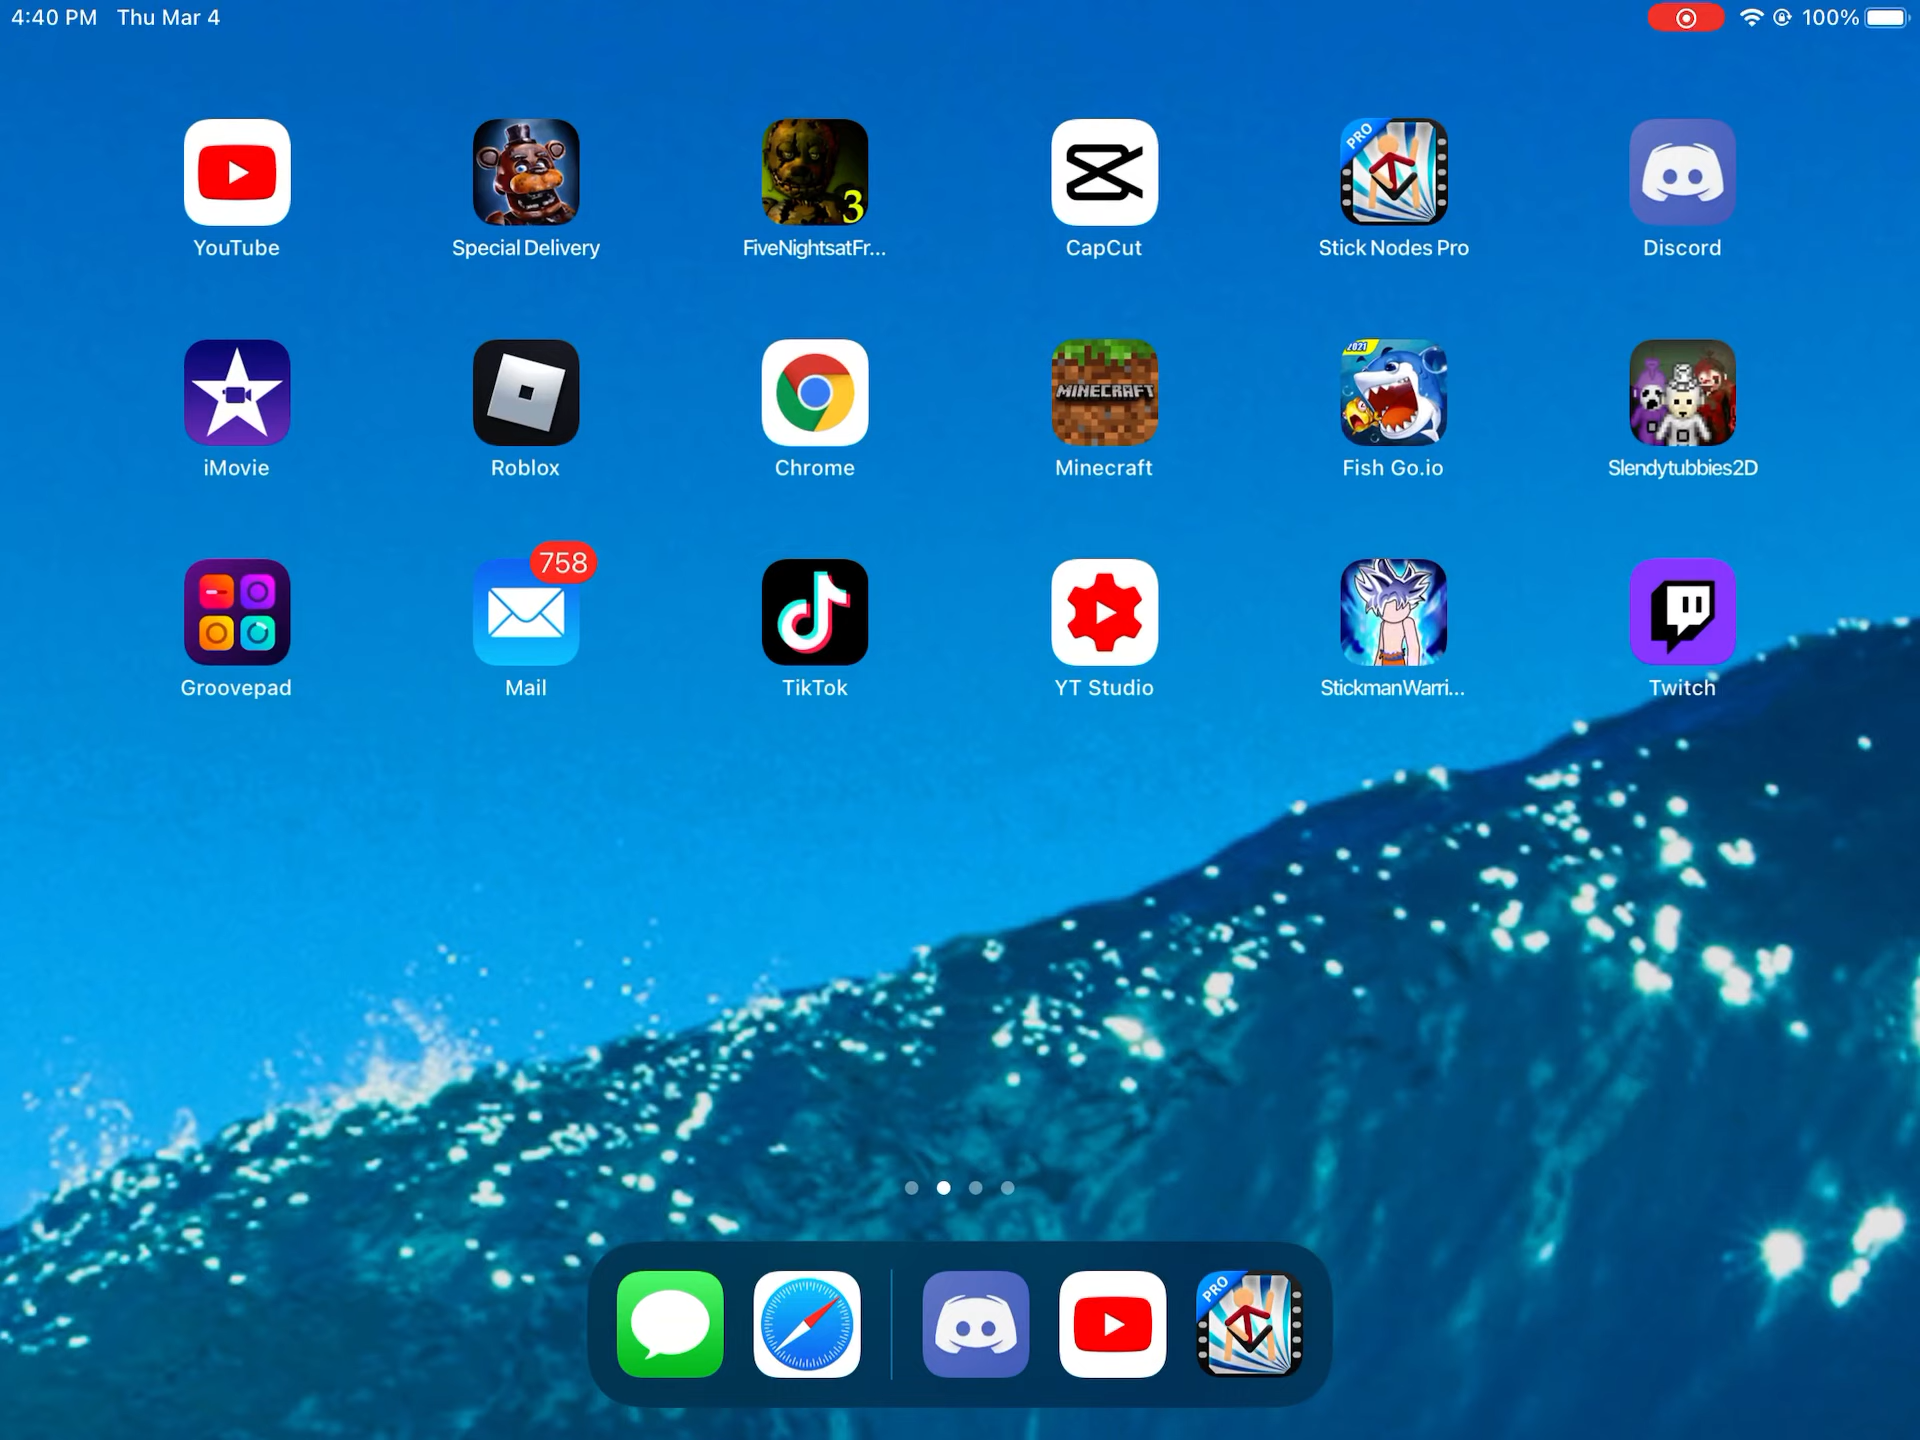 4:40 PM Thu Mar 4
100%
PRO
3
YouTube
Special Delivery
FiveNightsatFr...
CapCut
Stick Nodes Pro
Discord
2021
MINECRAFT
iMovie
Roblox
Chrome
Minecraft
Fish Go.io
Slendytubbies2D
758
Groovepad
Mail
TikTok
YT Studio
StickmanWarri...
Twitch
PRO